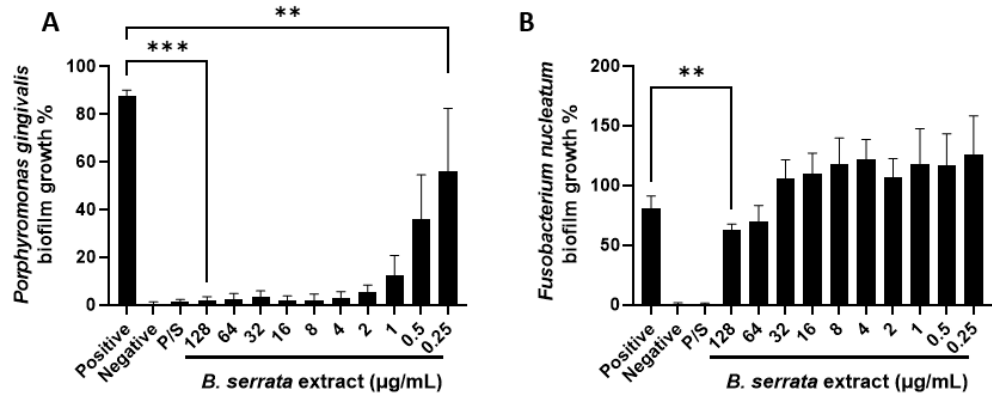 A
**
***
Porphyromonas gingivalis
biofilm growth %
100
80
60
40
20
0
Positive
Negative
P/S
128
64
32
16
8
4
2
1
0.5
0.25
B. serrata extract (µg/mL)
B
**
Fusobacterium nucleatum
biofilm growth %
200
150
100
50
0
Positive
Negative
P/S
128
64
32
16
8
4
2
1
0.5
0.25
B. serrata extract (µg/mL)